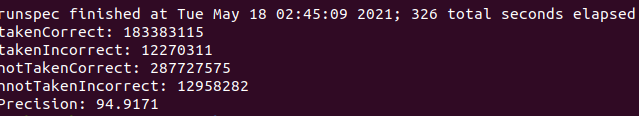 runspec finished at Tue May 18 02:45:09 2021; 326 total seconds elapsed
takenCorrect: 183383115
takenIncorrect: 12270311
notTakenCorrect: 287727575
nnotTakenIncorrect: 12958282
Precision: 94.9171